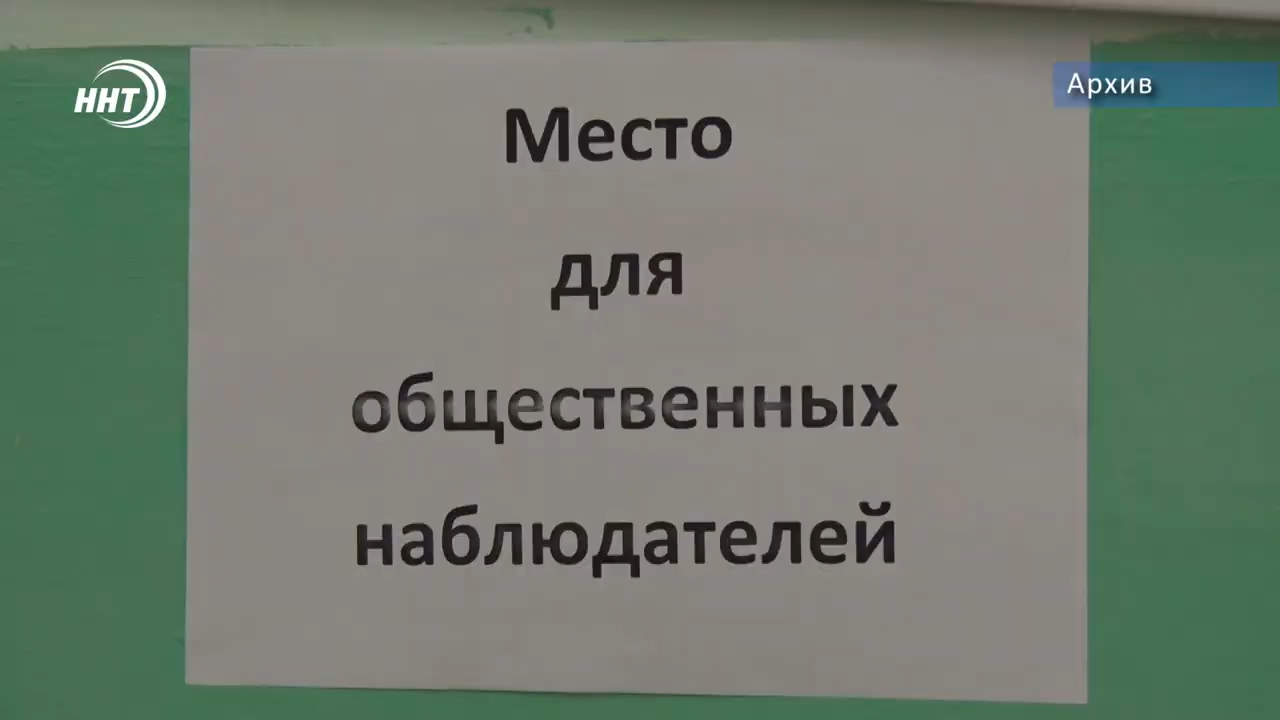 ННТ
Архив
Место
для
общественных
наблюдателей